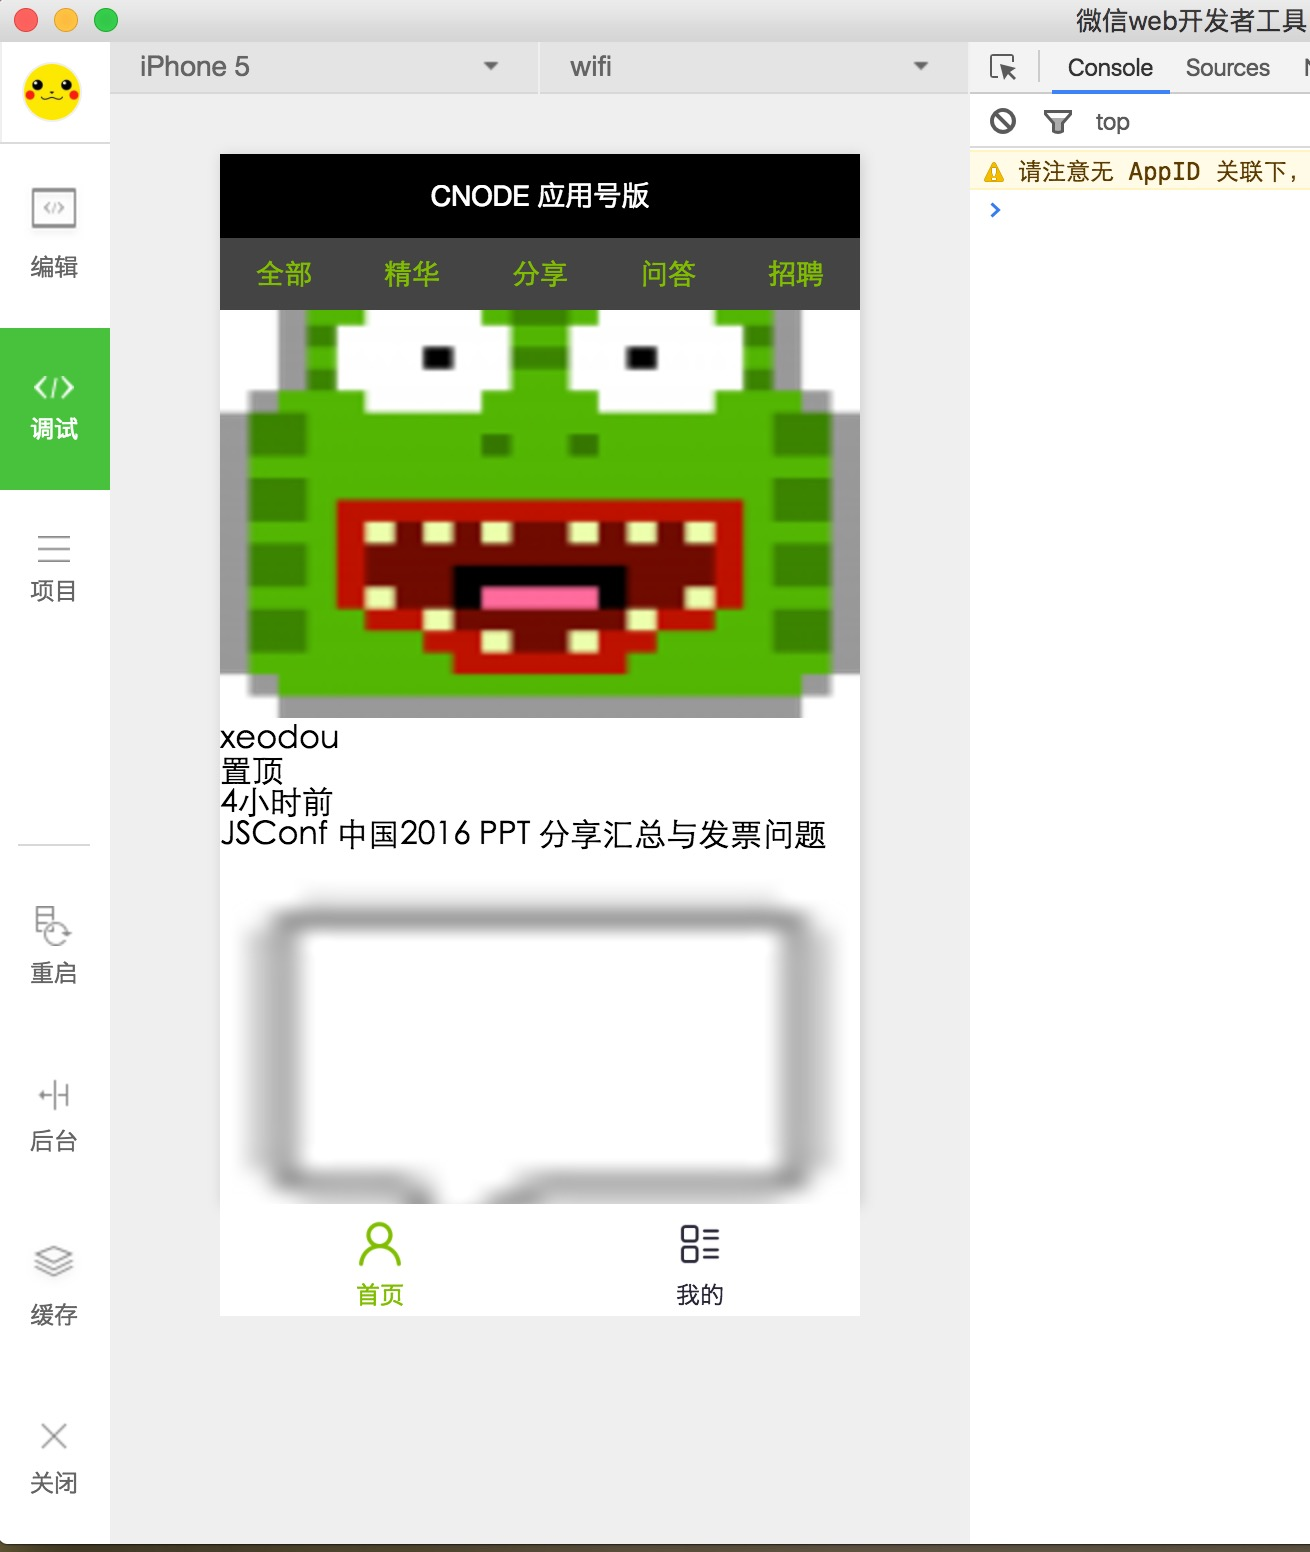 微信web开发者工具
iPhone 5
wifi
Console
Sources
top
请注意无 AppID 关联下，
编辑
调试
项目
重启
后台
缓存
关闭
CNODE 应用号版
全部
精华
分享
问答
招聘
xeodou
置顶
4小时前
JSConf 中国2016 PPT 分享汇总与发票问题
首页
我的